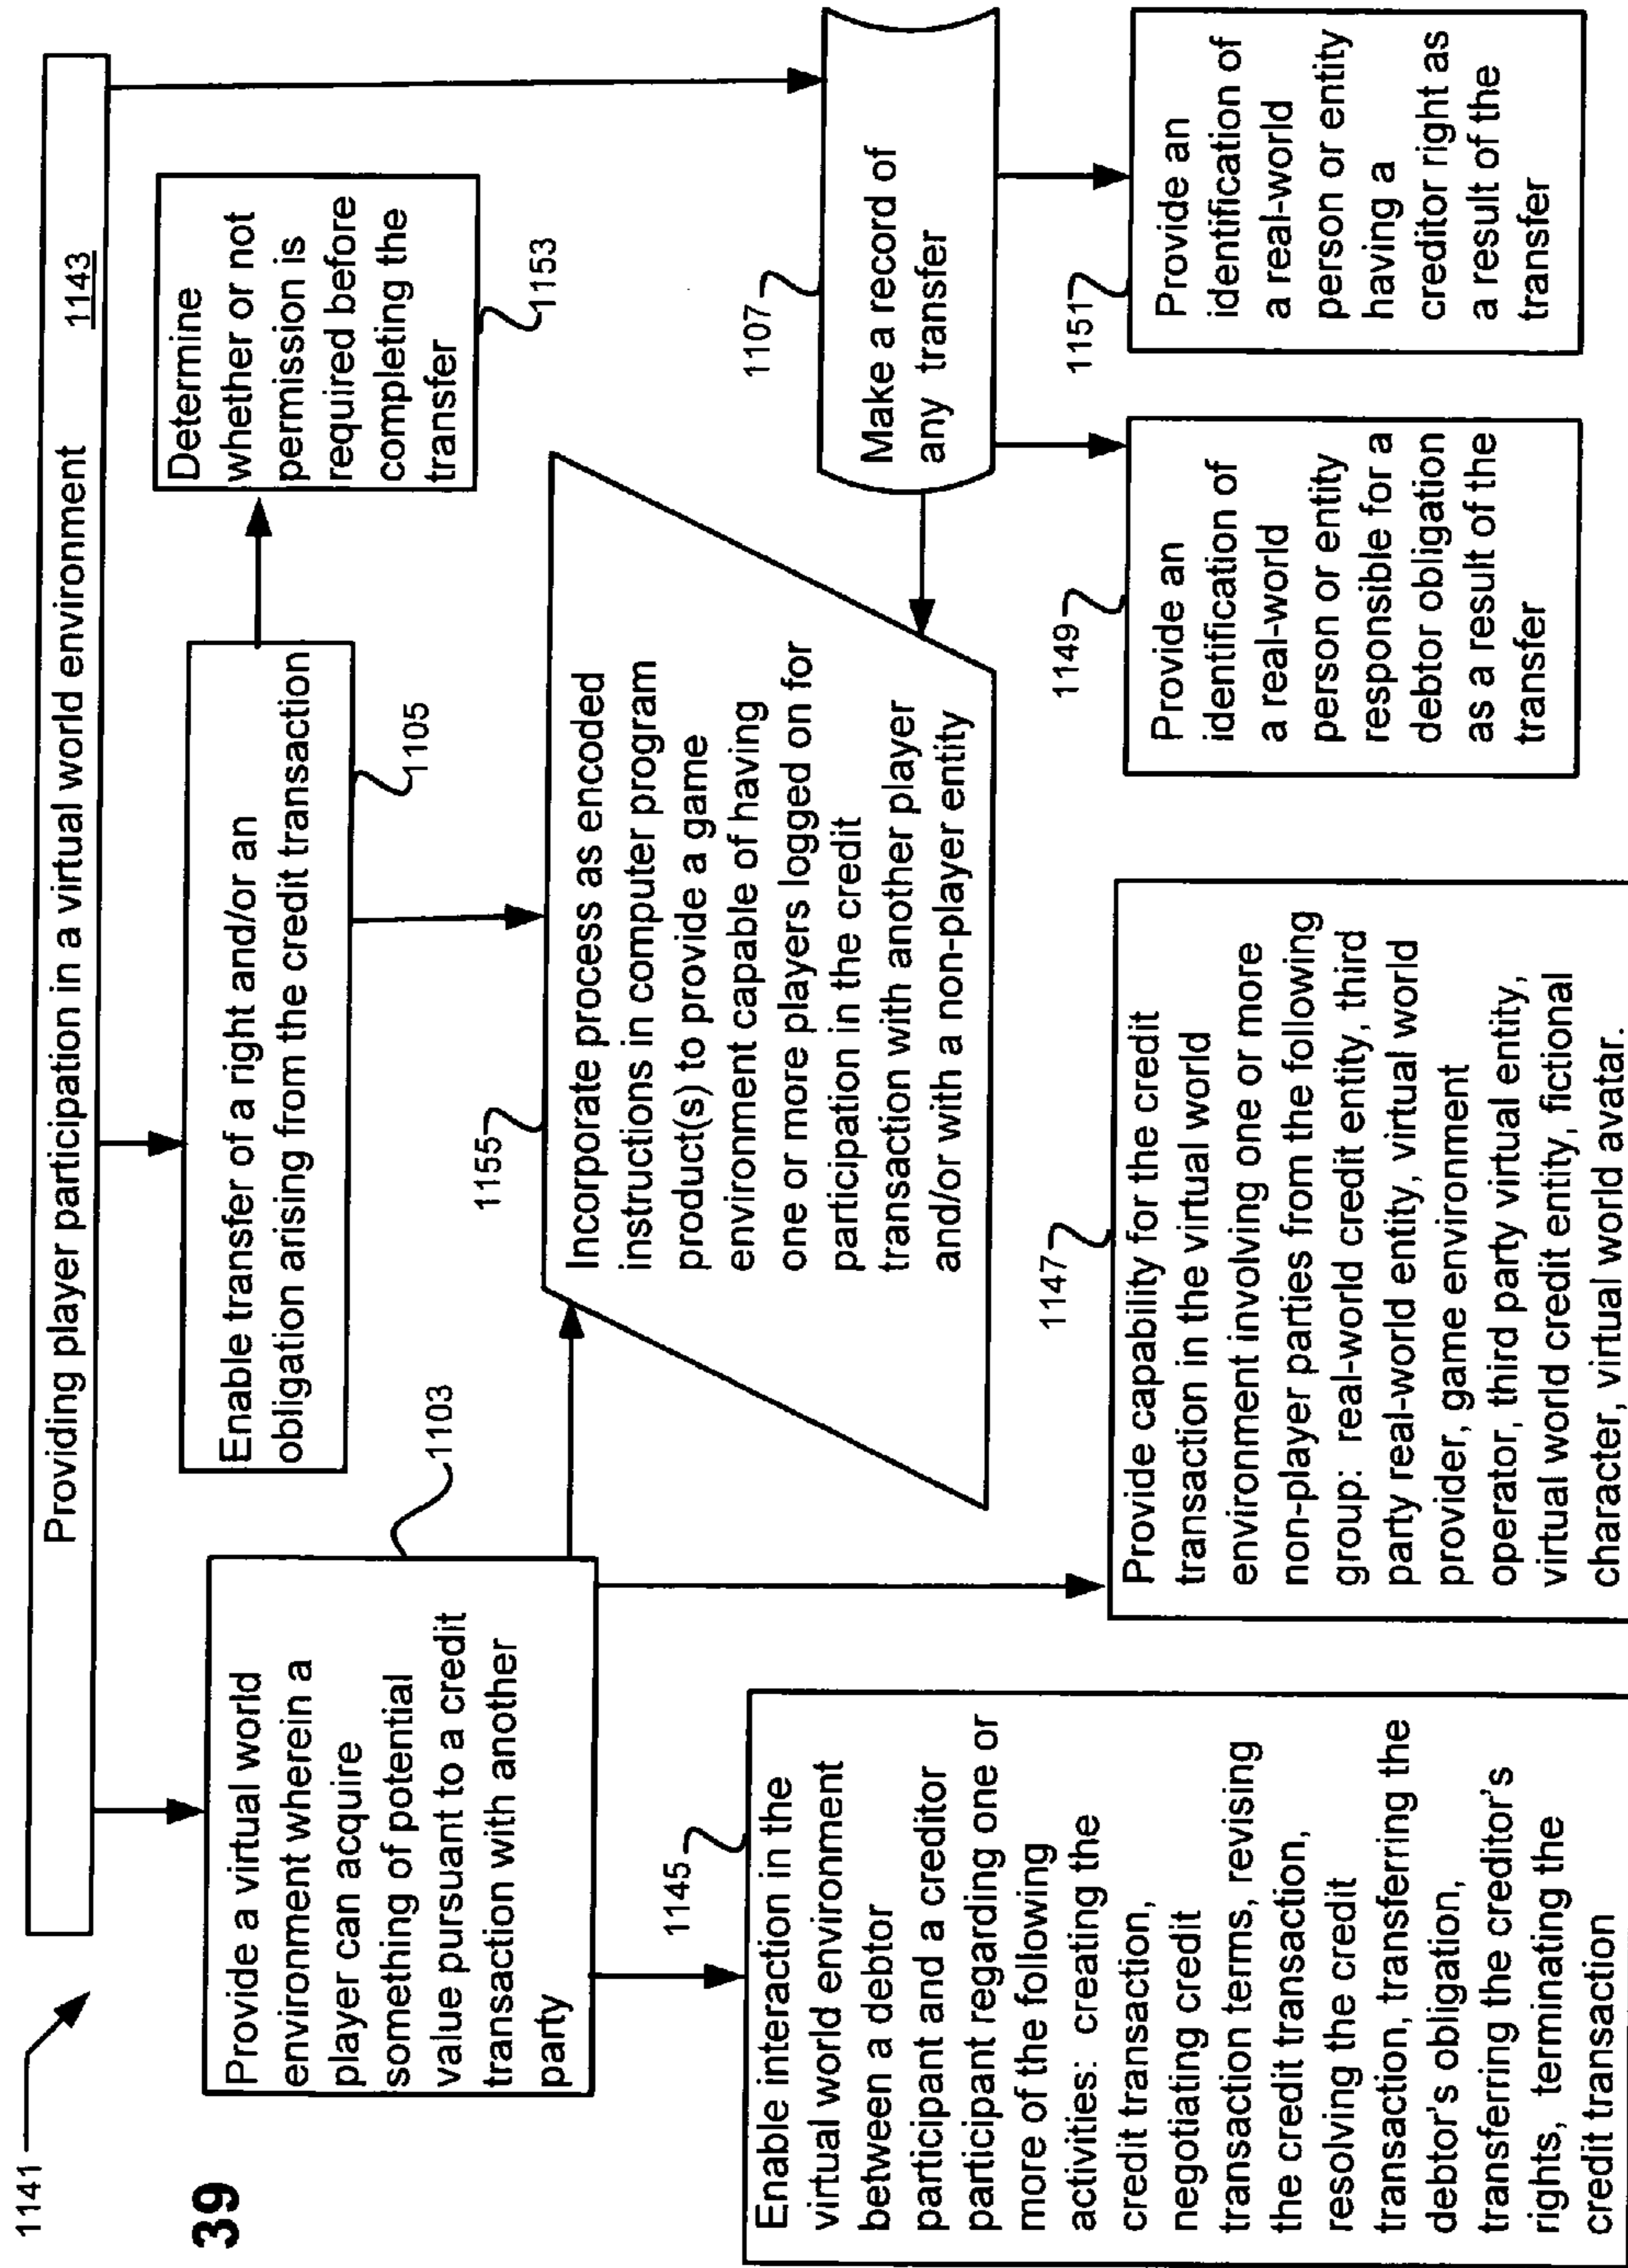 1141
39
Providing player participation in a virtual world environment 1143
Provide a virtual world
environment wherein a
player can acquire
something of potential
value pursuant to a credit
transaction with another
party
1103
Enable transfer of a right and/or an
obligation arising from the credit transaction
1105
Determine
whether or not
permission is
required before
completing the
transfer
1153
1155
Incorporate process as encoded
instructions in computer program
product(s) to provide a game
environment capable of having
one or more players logged on for
participation in the credit
transaction with another player
and/or with a non-player entity
1107
Make a record of
any transfer
1145
Enable interaction in the
virtual world environment
between a debtor
participant and a creditor
participant regarding one or
more of the following
activities: creating the
credit transaction,
negotiating credit
transaction terms, revising
the credit transaction,
resolving the credit
transaction, transferring the
debtor's obligation,
transferring the creditor's
rights, terminating the
credit transaction
1147
Provide capability for the credit
transaction in the virtual world
environment involving one or more
non-player parties from the following
group: real-world credit entity, third
party real-world entity, virtual world
provider, game environment
operator, third party virtual entity,
virtual world credit entity, fictional
character, virtual world avatar.
1149
Provide an
identification of
a real-world
person or entity
responsible for a
debtor obligation
as a result of the
transfer
1151
Provide an
identification of
a real-world
person or entity
having a
creditor right as
a result of the
transfer